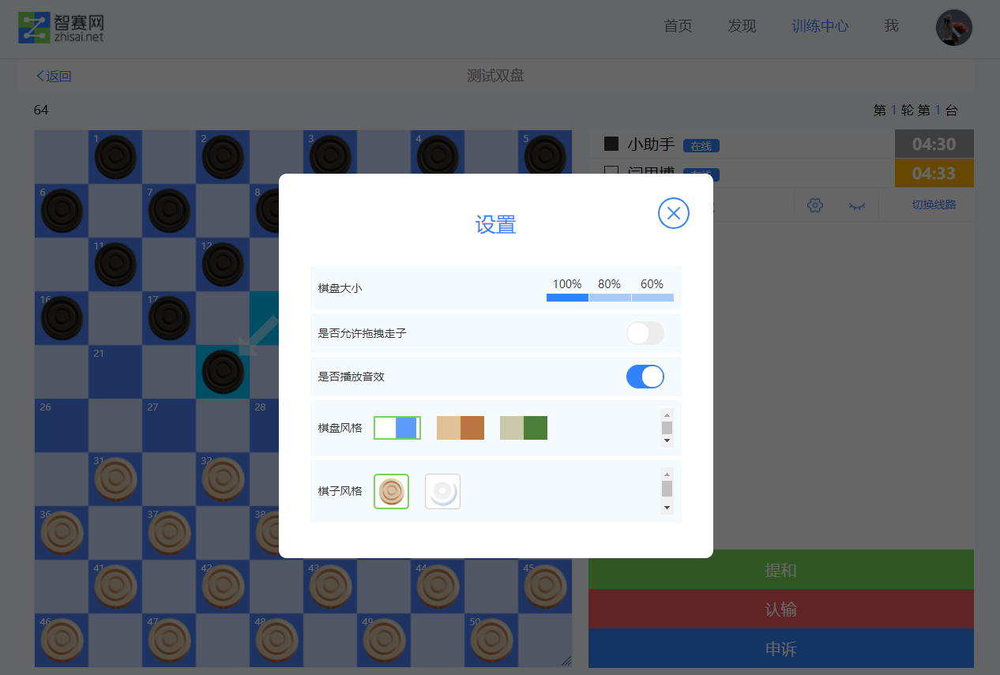 智赛网
zhisai.net
首页 发现 训练中心 我
返回
测试双盘
64
第 1 轮 第 1 台
小助手 在线 04:30
在线 04:33
切换线路
1 2 3 4 5
6 7 8
11 12
16 17
21
26 27 28
31 32
36 37 38
41 42 43 44 45
46 47 48 49 50
设置
棋盘大小 100% 80% 60%
是否允许拖拽走子
是否播放音效
棋盘风格
棋子风格
提和
认输
申诉